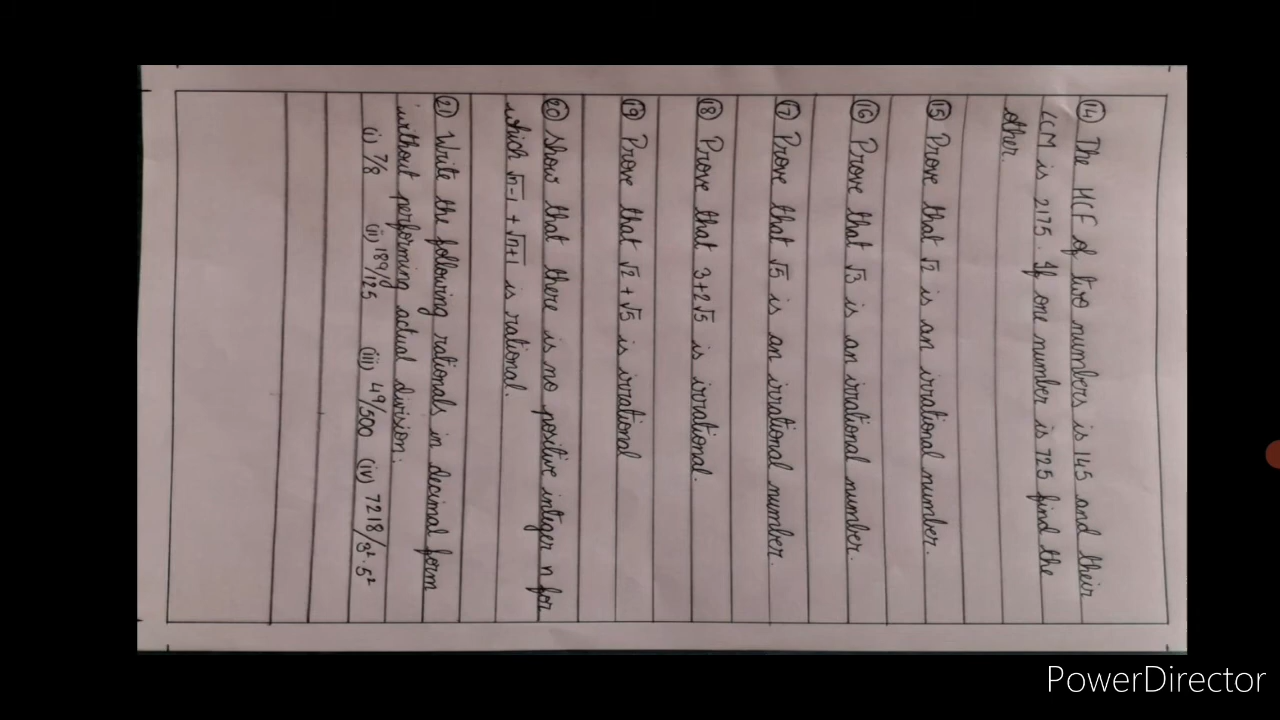 ⑭ The HCF of two numbers is 145 and their
LCM is 2175. If one number is 725 find the
other.
⑮ Prove that √2 is an irrational number.
⑯ Prove that √3 is an irrational number.
⑰ Prove that √5 is an irrational number.
⑱ Prove that 3+2√5 is irrational.
⑲ Prove that √2 + √5 is irrational
⑳ Show that there is no positive integer n for
which √n-1 + √n+1 is rational.
㉑ Write the following rationals in decimal form
without performing actual division:
(i) 7/8 (ii) 189/125 (iii) 49/500 (iv) 7218/3²·5²
PowerDirector